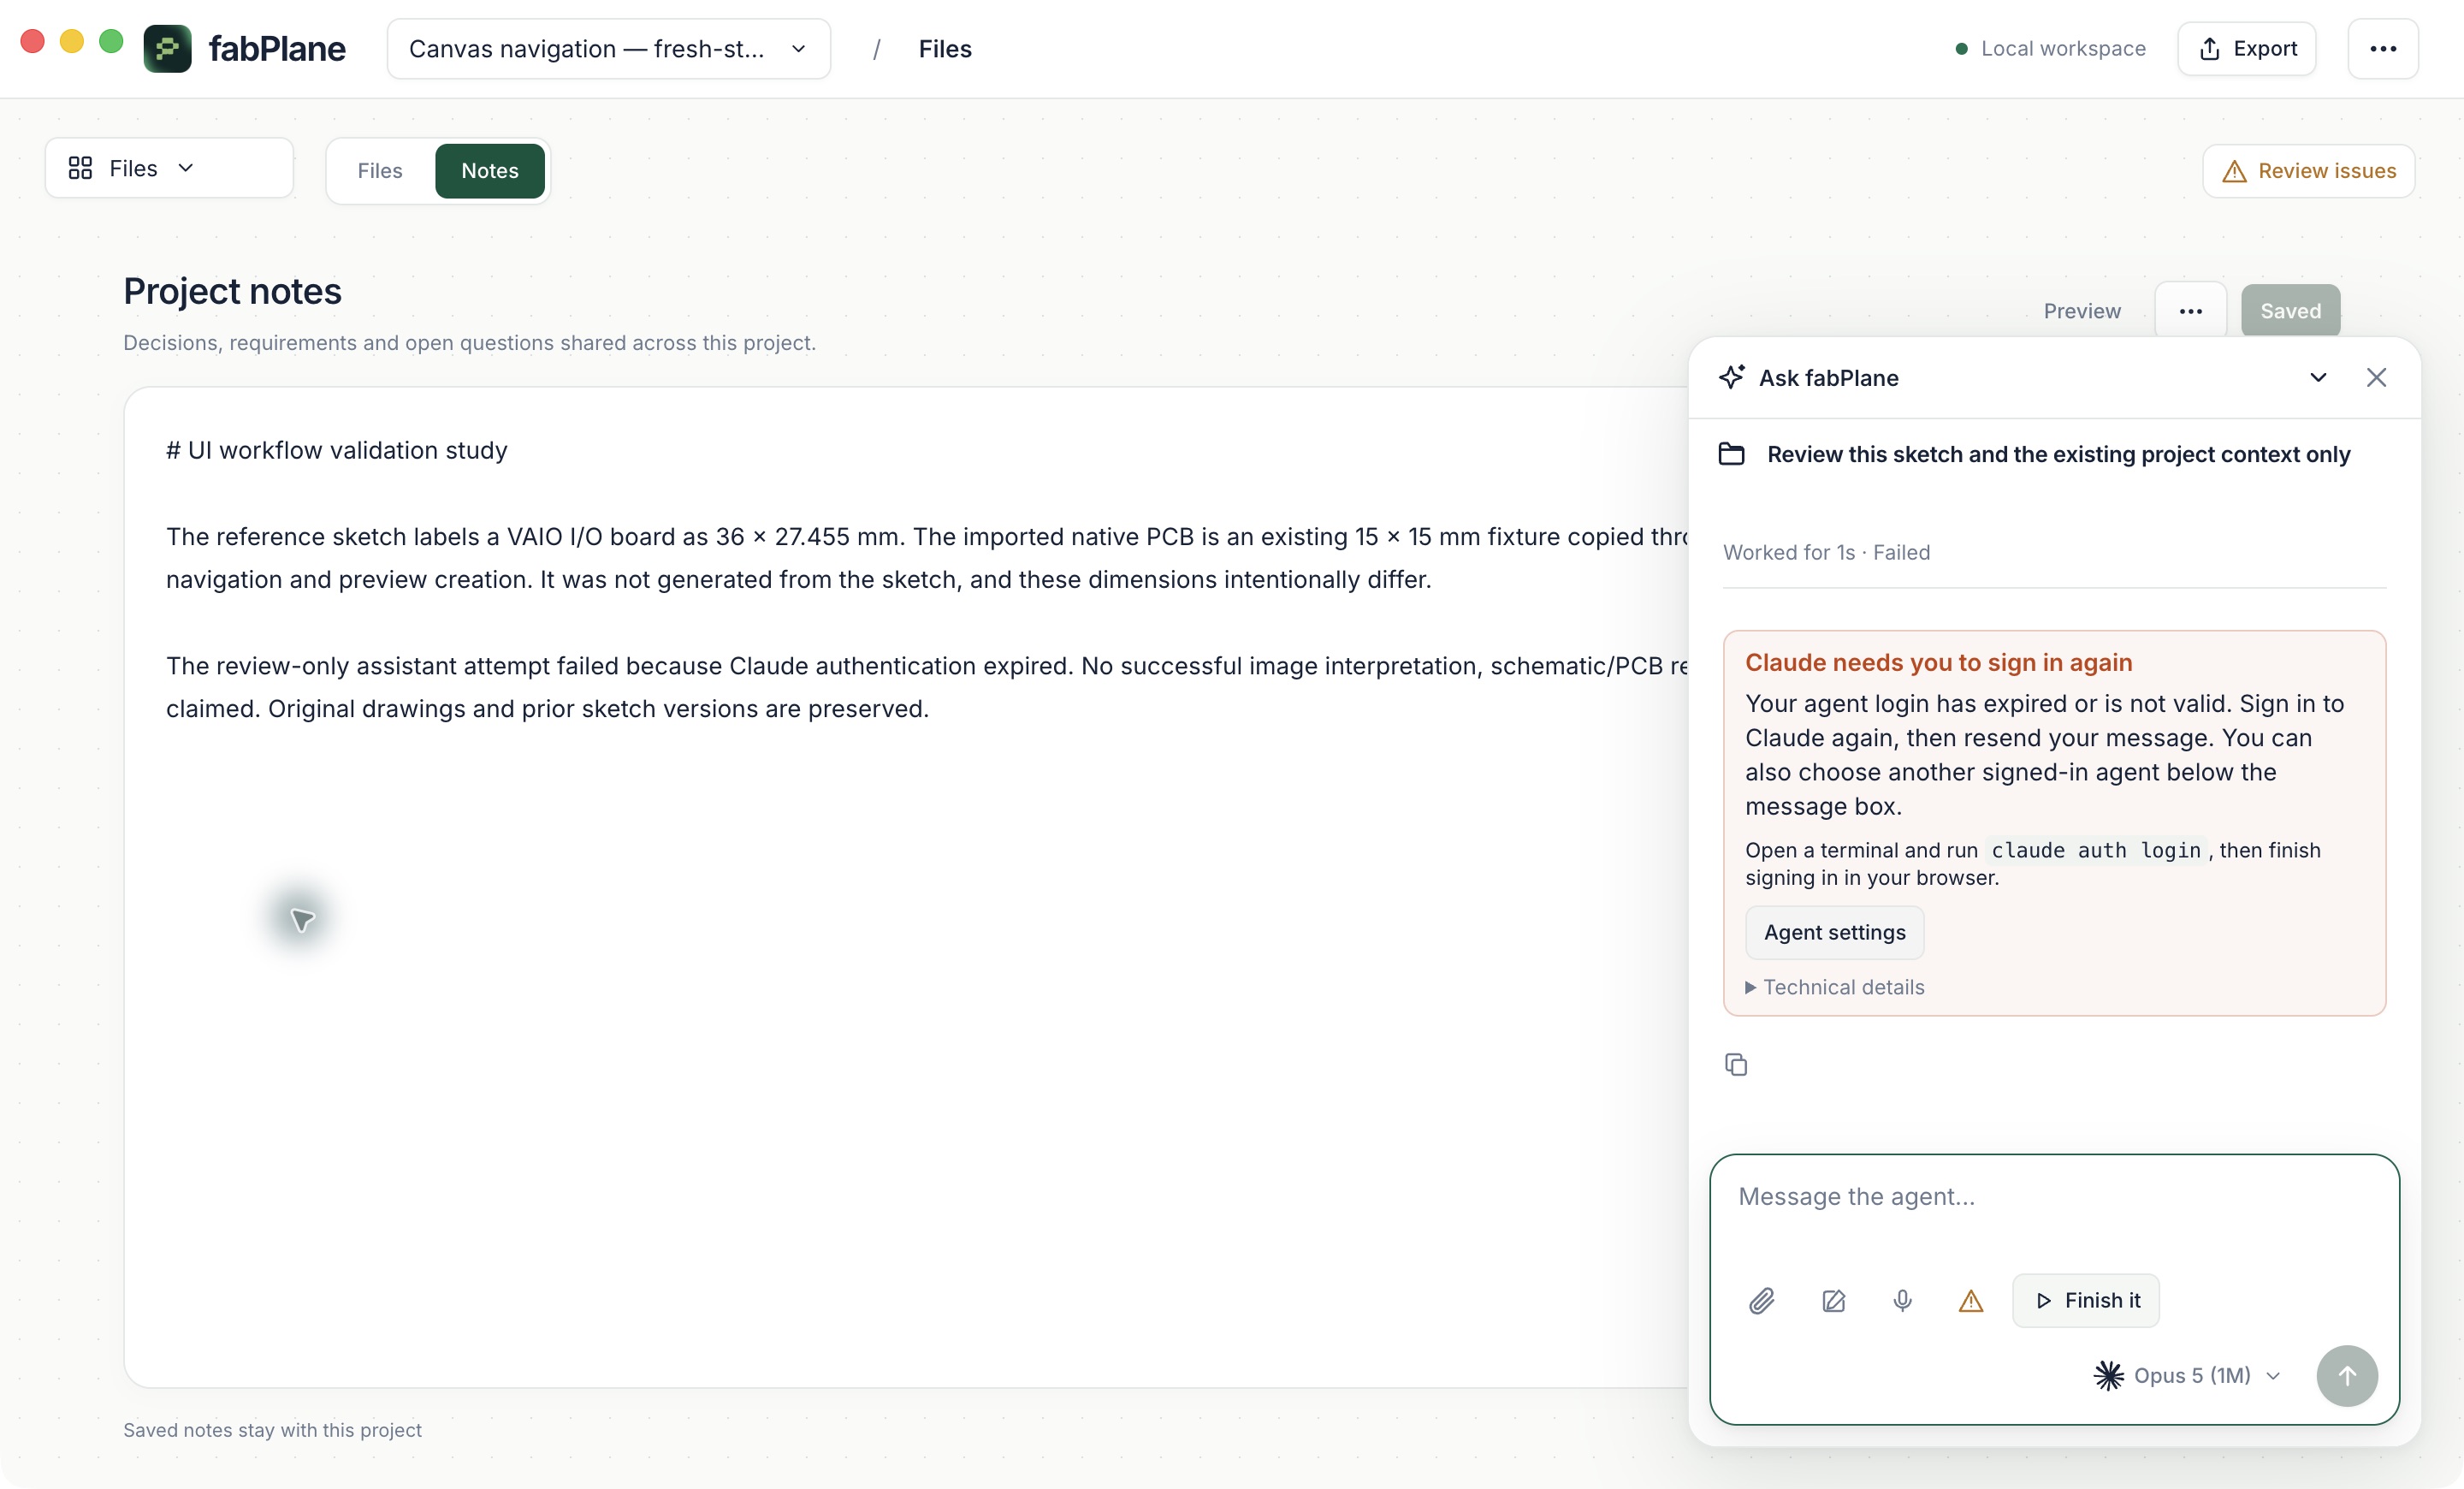 fabPlane
Canvas navigation — fresh-st...
/
Files
Local workspace
Export
Files
Files
Notes
Review issues
Project notes
Decisions, requirements and open questions shared across this project.
Preview
Saved
# UI workflow validation study
The reference sketch labels a VAIO I/O board as 36 × 27.455 mm. The imported native PCB is an existing 15 × 15 mm fixture copied
navigation and preview creation. It was not generated from the sketch, and these dimensions intentionally differ.
The review-only assistant attempt failed because Claude authentication expired. No successful image interpretation, schematic/PCB
claimed. Original drawings and prior sketch versions are preserved.
Saved notes stay with this project
Ask fabPlane
Review this sketch and the existing project context only
Worked for 1s · Failed
Claude needs you to sign in again
Your agent login has expired or is not valid. Sign in to
Claude again, then resend your message. You can
also choose another signed-in agent below the
message box.
Open a terminal and run claude auth login, then finish
signing in in your browser.
Agent settings
Technical details
Message the agent...
Finish it
Opus 5 (1M)